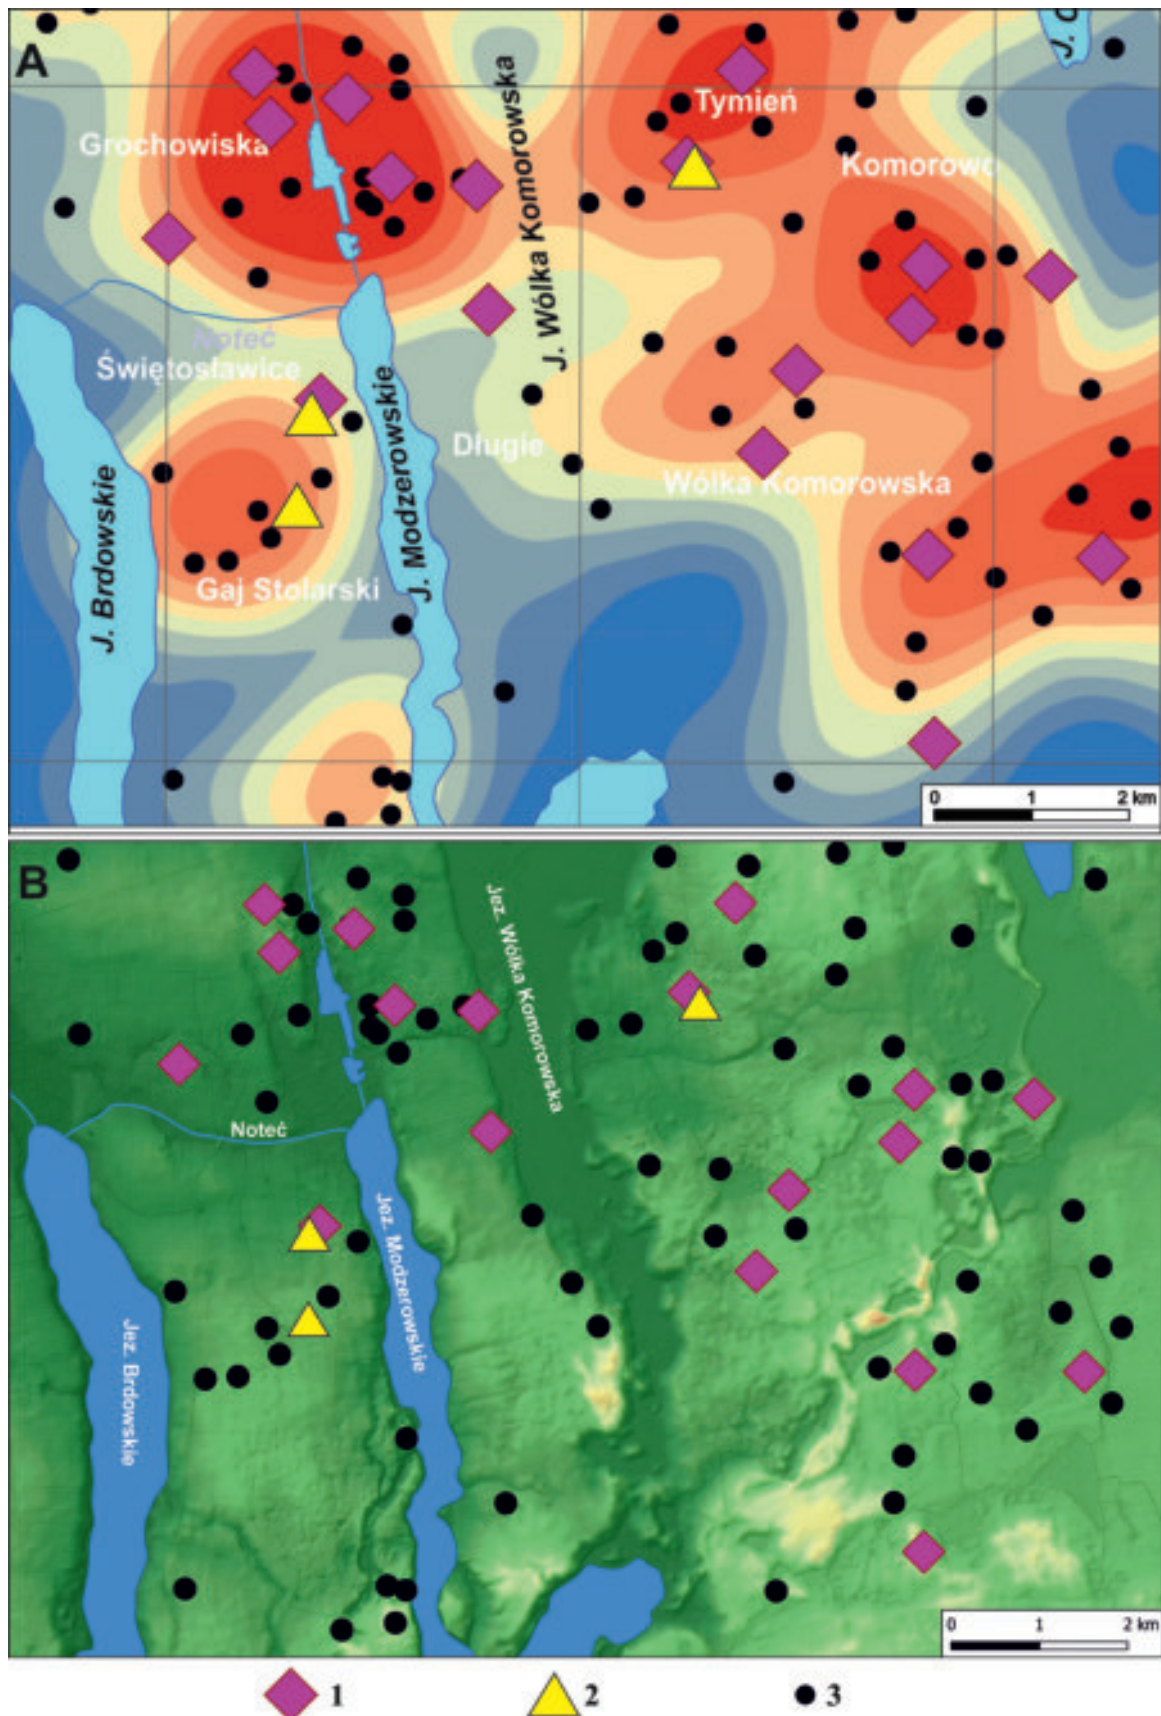 A
J. G
J. Wólka Komorowska
Tymień
Grochowiska
Komorowo
Noteć
Świętosławice
Długie
J. Modzerowskie
J. Brdowskie
Wólka Komorowska
Gaj Stolarski
0 1 2 km
B
Jez. Wólka Komorowska
Noteć
Jez. Modzerowskie
Jez. Brdowskie
0 1 2 km
1 2 3